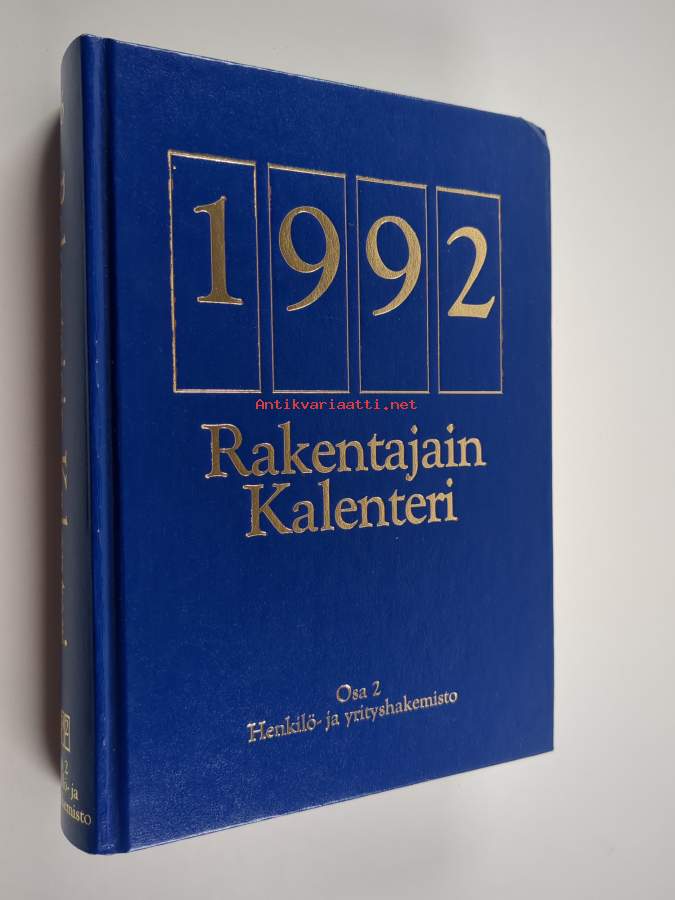 1992
Antikvariaatti.net
Rakentajain
Kalenteri
Osa 2
Henkilö- ja yrityshakemisto